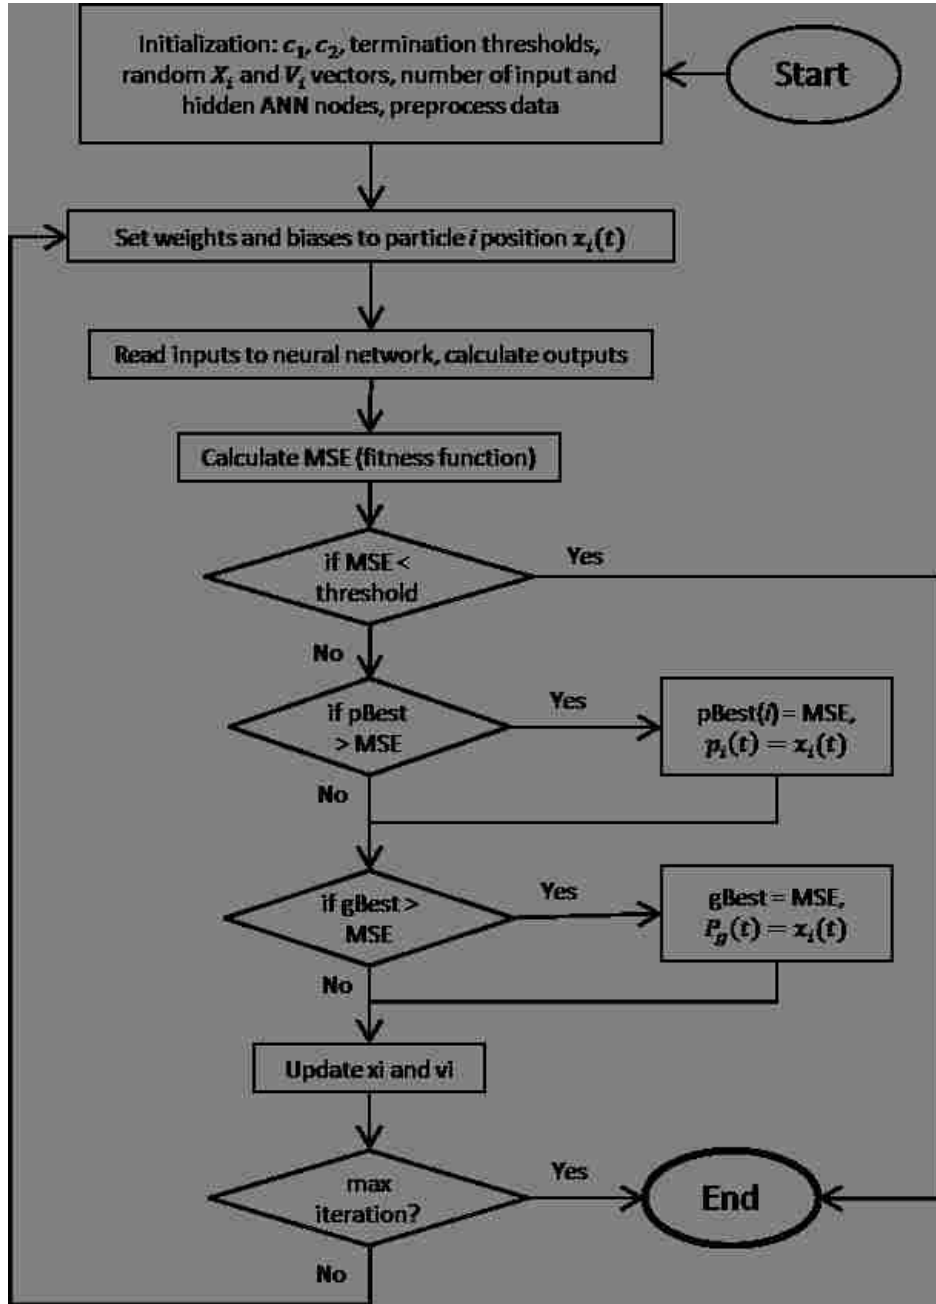 Initialization: c₁, c₂, termination thresholds,
random Xᵢ and Vᵢ vectors, number of input and
hidden ANN nodes, preprocess data
Start
Set weights and biases to particle i position xᵢ(t)
Read inputs to neural network, calculate outputs
Calculate MSE (fitness function)
if MSE <
threshold
Yes
No
if pBest
> MSE
Yes
pBest(i) = MSE,
pᵢ(t) = xᵢ(t)
No
if gBest >
MSE
Yes
gBest = MSE,
P_g(t) = xᵢ(t)
No
Update xi and vi
max
iteration?
Yes
End
No